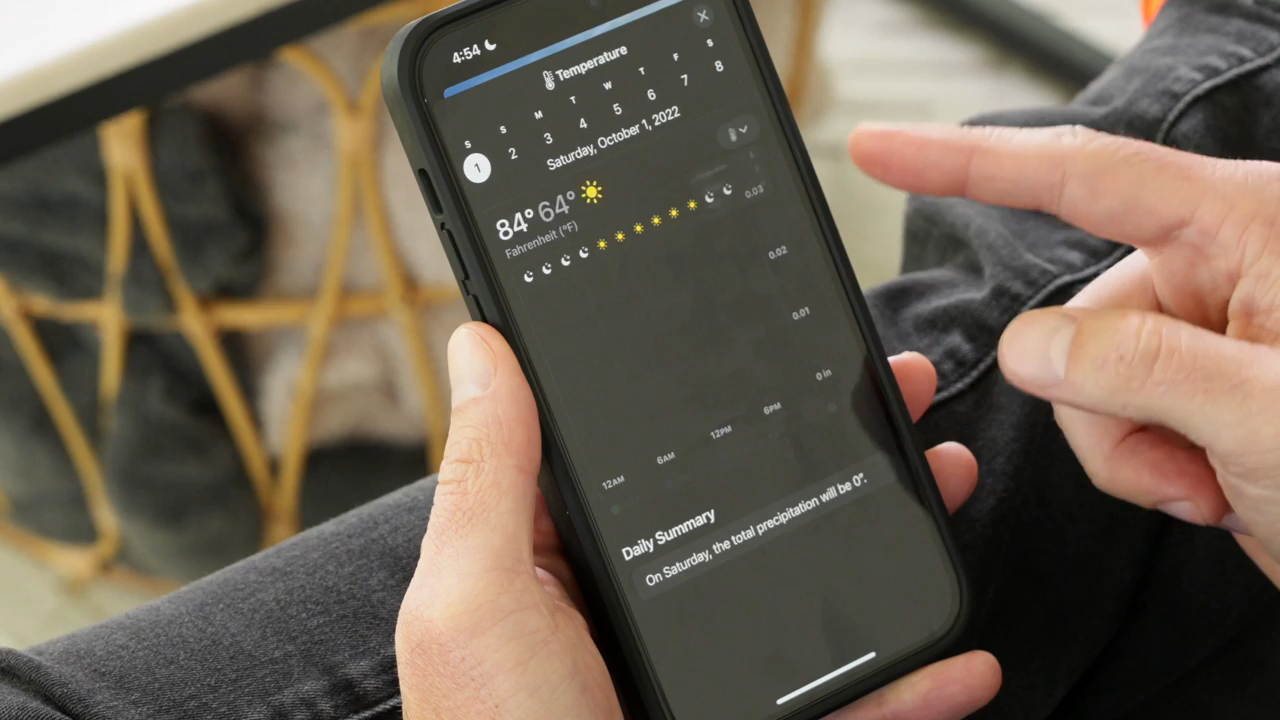 4:54
Temperature
S S M T W T F S
1 2 3 4 5 6 7 8
Saturday, October 1, 2022
84° 64°
Fahrenheit (°F)
0.03
0.02
0.01
0 in
12AM 6AM 12PM 6PM
Daily Summary
On Saturday, the total precipitation will be 0".